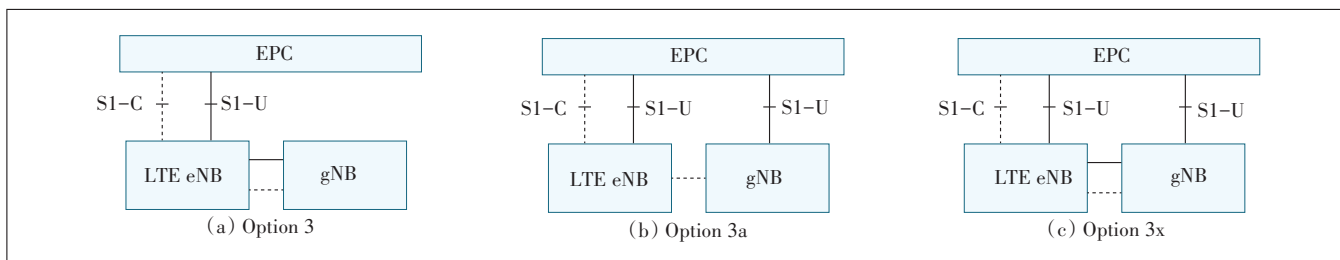 EPC
S1-C
S1-U
LTE eNB
gNB
(a) Option 3
EPC
S1-C
S1-U
S1-U
LTE eNB
gNB
(b) Option 3a
EPC
S1-C
S1-U
S1-U
LTE eNB
gNB
(c) Option 3x